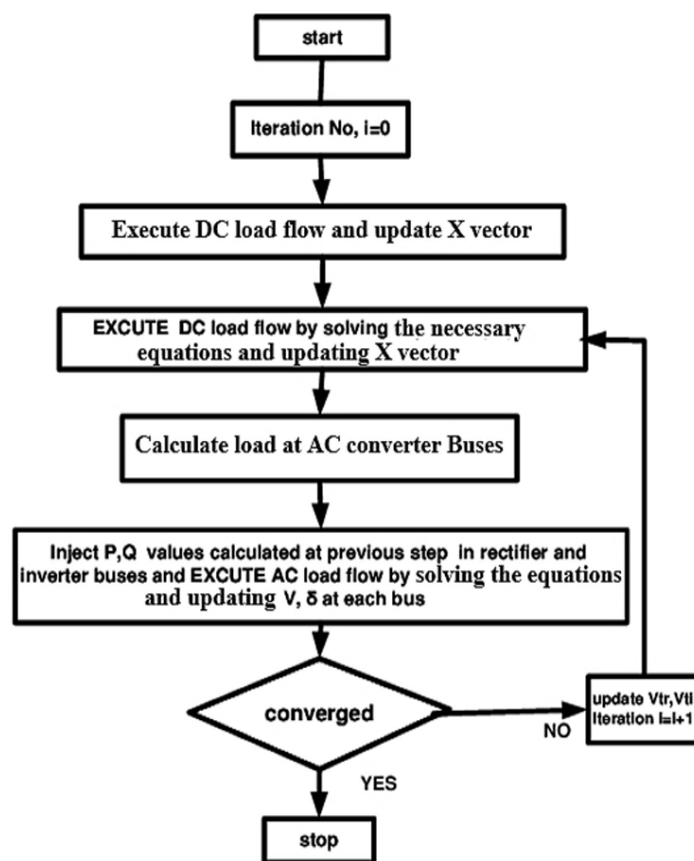 start
Iteration No, i=0
Execute DC load flow and update X vector
EXCUTE DC load flow by solving the necessary
equations and updating X vector
Calculate load at AC converter Buses
Inject P,Q values calculated at previous step in rectifier and
inverter buses and EXCUTE AC load flow by solving the equations
and updating V, δ at each bus
converged
NO
update Vtr,Vti
Iteration i=i+1
YES
stop